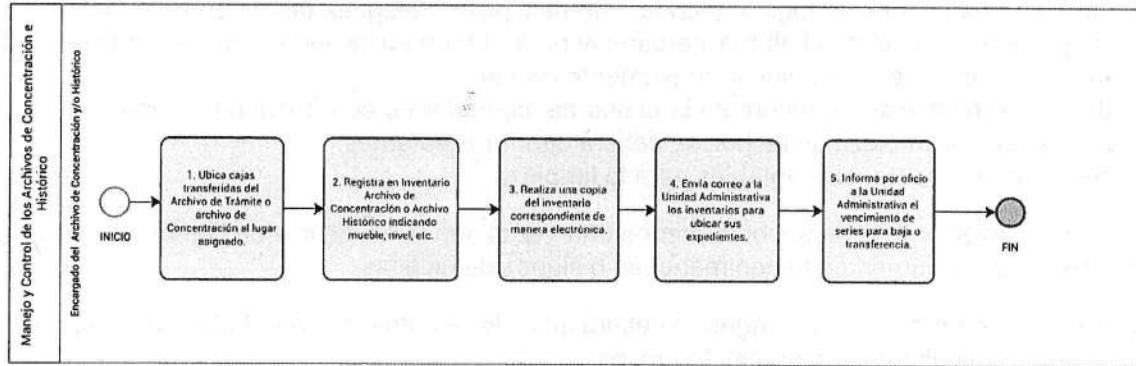 Manejo y Control de los Archivos de Concentración e
Histórico
Encargado del Archivo de Concentración y/o Histórico
INICIO
1. Ubica cajas
transferidas del
Archivo de Trámite o
archivo de
Concentración al lugar
asignado.
2. Registra en Inventario
Archivo de
Concentración o Archivo
Histórico indicando
mueble, nivel, etc.
3. Realiza una copia
del inventario
correspondiente de
manera electrónica.
4. Envía correo a la
Unidad Administrativa
los inventarios para
ubicar sus
expedientes.
5. Informa por oficio
a la Unidad
Administrativa el
vencimiento de
series para baja o
transferencia.
FIN